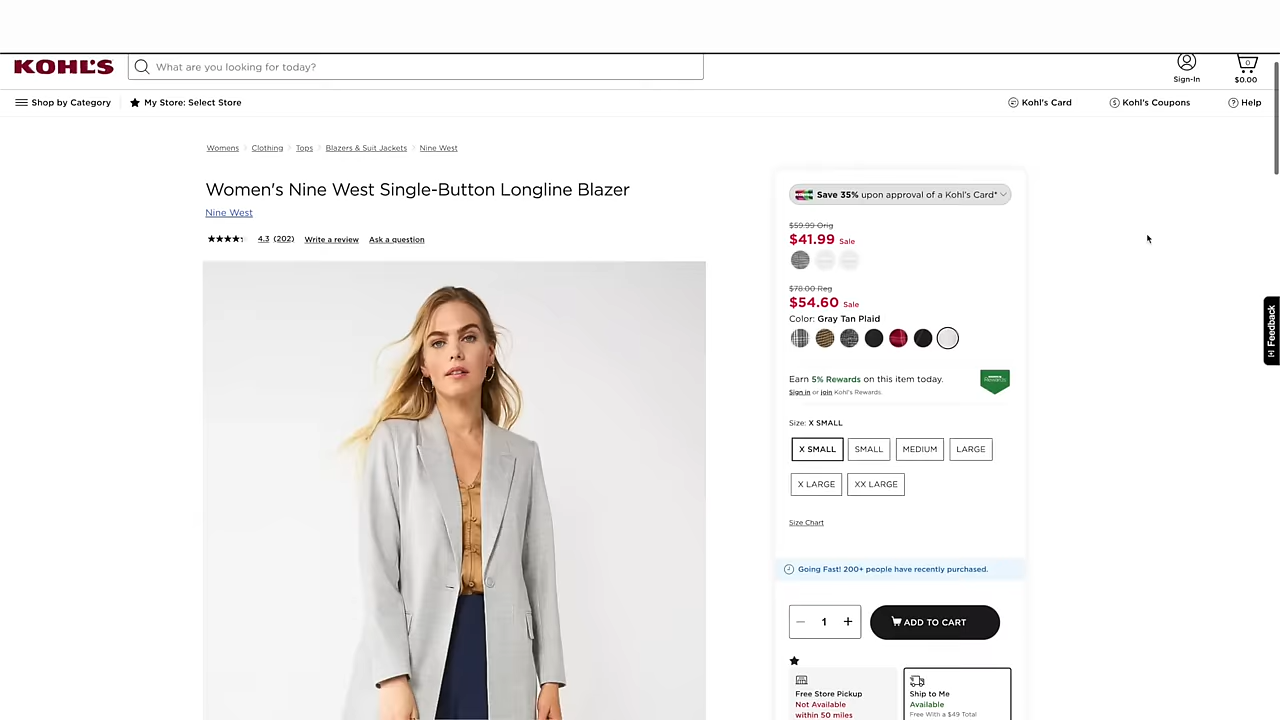 KOHL'S
What are you looking for today?
Sign-In
0
$0.00
Shop by Category
My Store: Select Store
Kohl's Card
Kohl's Coupons
Help
Womens
Clothing
Tops
Blazers & Suit Jackets
Nine West
Women's Nine West Single-Button Longline Blazer
Nine West
4.3 (202) Write a review Ask a question
Save 35% upon approval of a Kohl's Card*
$59.99 Orig
$41.99 Sale
$78.00 Reg
$54.60 Sale
Color: Gray Tan Plaid
Earn 5% Rewards on this item today.
Sign in or join Kohl's Rewards.
Size: X SMALL
X SMALL SMALL MEDIUM LARGE
X LARGE XX LARGE
Size Chart
Going Fast! 200+ people have recently purchased.
1
ADD TO CART
Free Store Pickup
Not Available
within 50 miles
Ship to Me
Available
Free With a $49 Total
Feedback